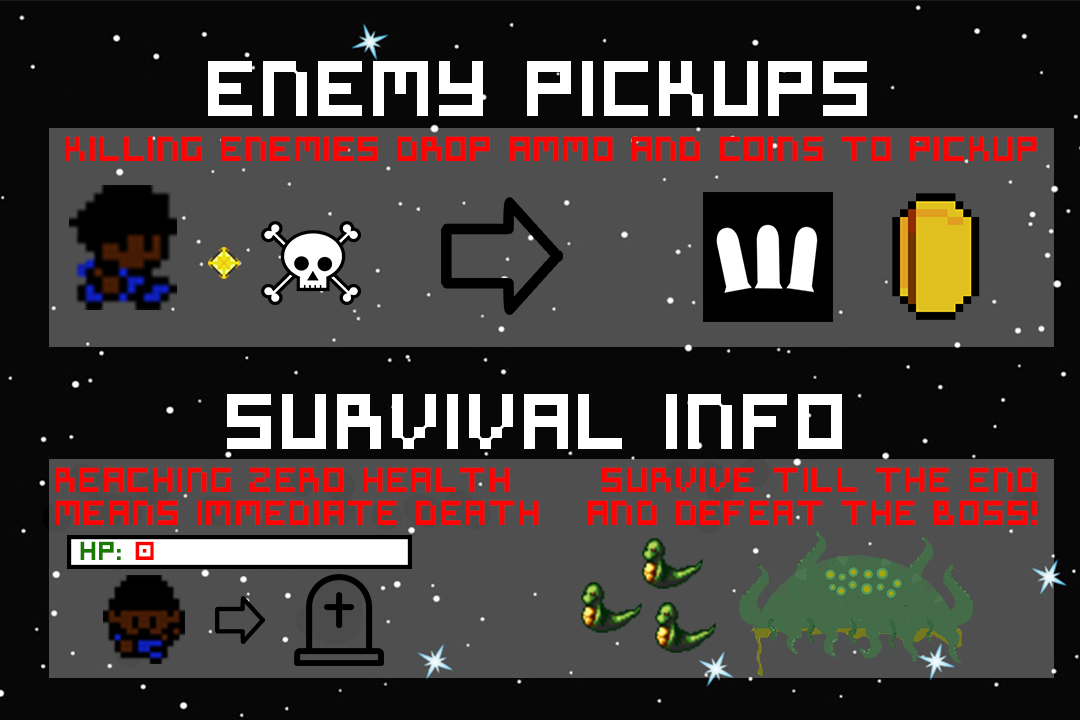 ENEMY PICKUPS
KILLING ENEMIES DROP AMMO AND COINS TO PICKUP
SURVIVAL INFO
REACHING ZERO HEALTH
MEANS IMMEDIATE DEATH
HP: 0
SURVIVE TILL THE END
AND DEFEAT THE BOSS!